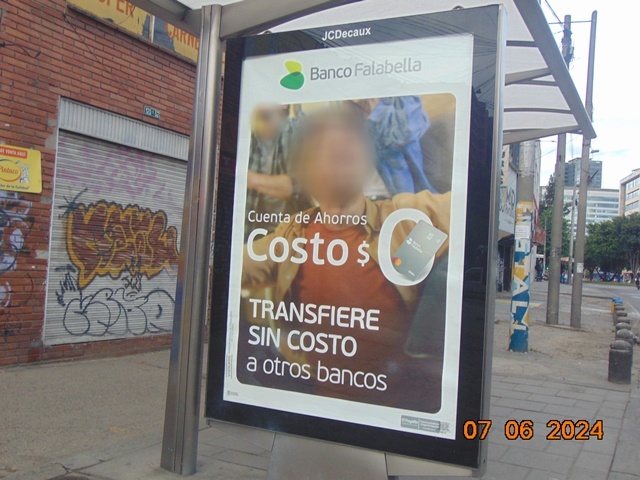 JCDecaux
Banco Falabella
Cuenta de Ahorros
Costo $0
TRANSFIERE
SIN COSTO
a otros bancos
07 06 2024